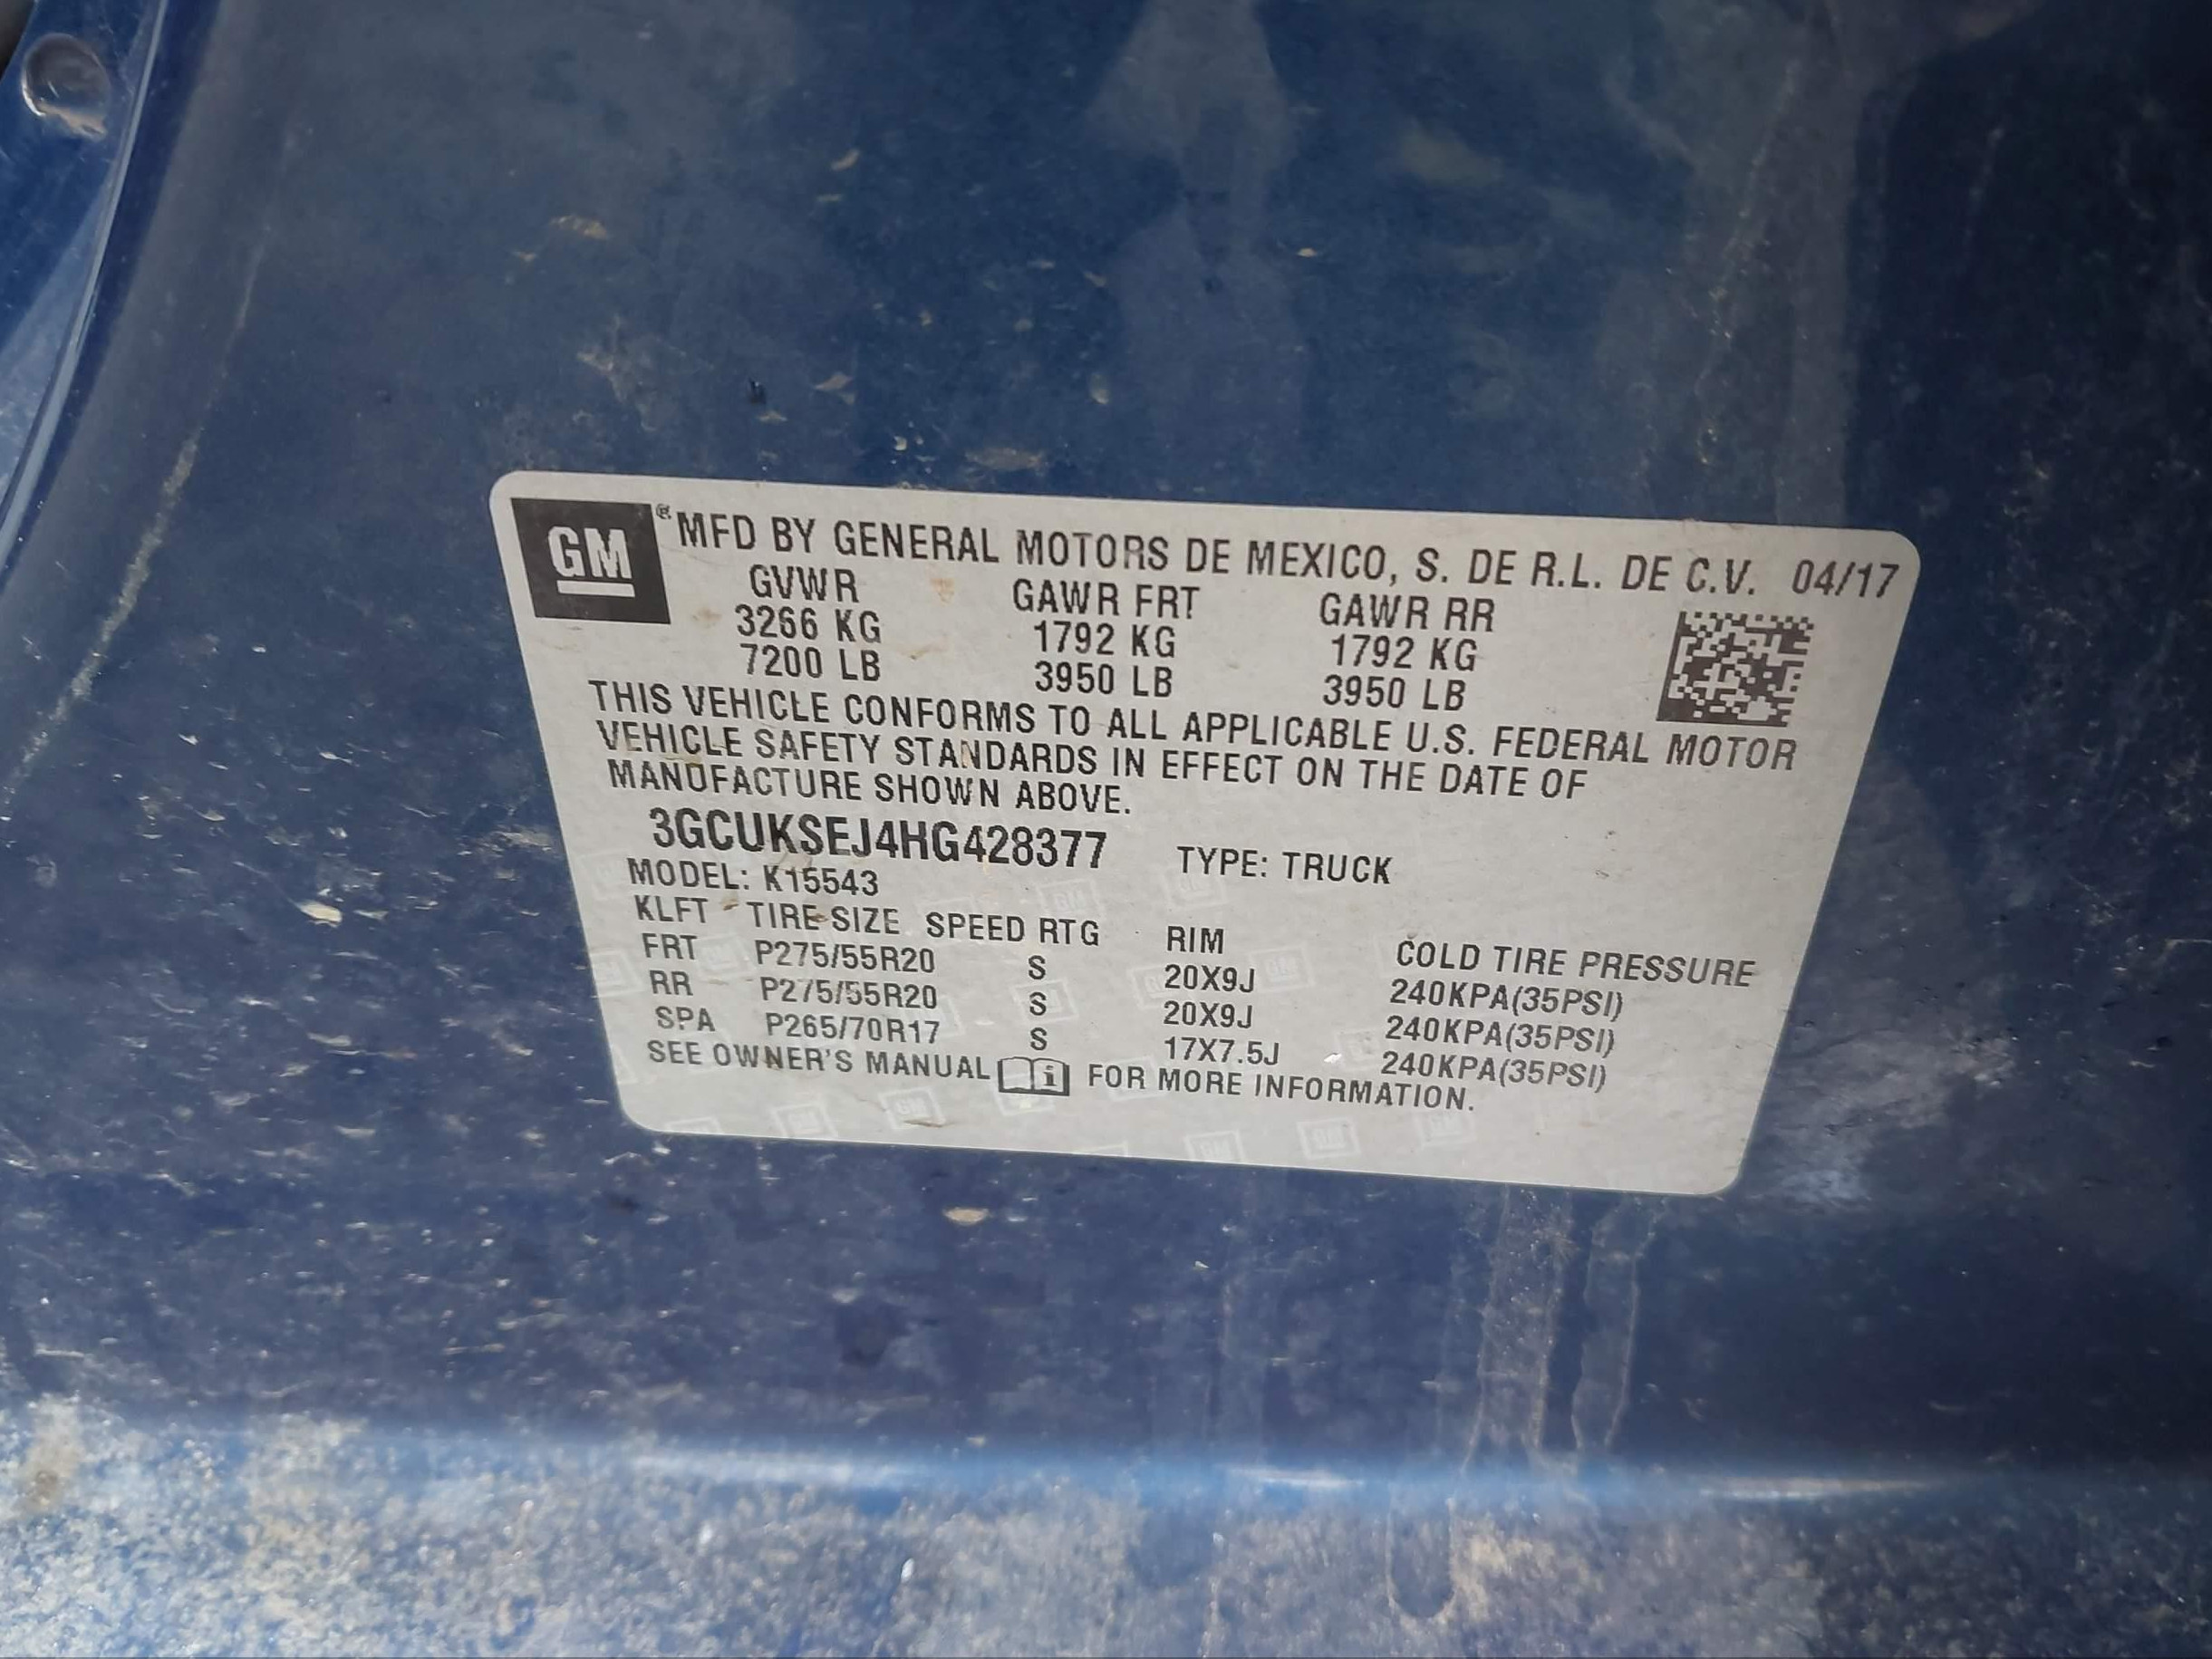 GM ® MFD BY GENERAL MOTORS DE MEXICO, S. DE R.L. DE C.V. 04/17
GVWR GAWR FRT GAWR RR
3266 KG 1792 KG 1792 KG
7200 LB 3950 LB 3950 LB
THIS VEHICLE CONFORMS TO ALL APPLICABLE U.S. FEDERAL MOTOR
VEHICLE SAFETY STANDARDS IN EFFECT ON THE DATE OF
MANUFACTURE SHOWN ABOVE.
3GCUKSEJ4HG428377 TYPE: TRUCK
MODEL: K15543
KLFT TIRE SIZE SPEED RTG RIM COLD TIRE PRESSURE
FRT P275/55R20 S 20X9J 240KPA(35PSI)
RR P275/55R20 S 20X9J 240KPA(35PSI)
SPA P265/70R17 S 17X7.5J 240KPA(35PSI)
SEE OWNER'S MANUAL FOR MORE INFORMATION.